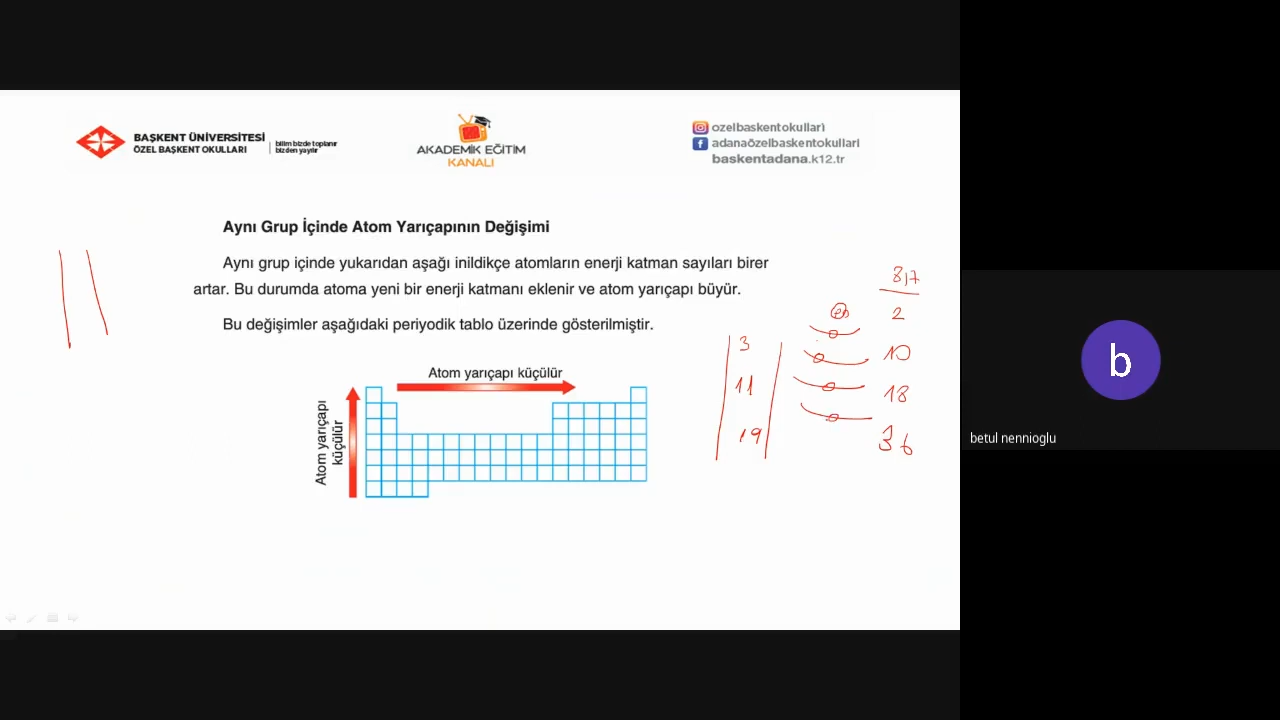 BAŞKENT ÜNİVERSİTESİ
ÖZEL BAŞKENT OKULLARI
bilim bizde toplanır
bizden yayılır
AKADEMİK EĞİTİM
KANALI
ozelbaskentokullari
adanaözelbaskentokullari
baskentadana.k12.tr
Aynı Grup İçinde Atom Yarıçapının Değişimi
Aynı grup içinde yukarıdan aşağı inildikçe atomların enerji katman sayıları birer
artar. Bu durumda atoma yeni bir enerji katmanı eklenir ve atom yarıçapı büyür.
Bu değişimler aşağıdaki periyodik tablo üzerinde gösterilmiştir.
Atom yarıçapı küçülür
Atom yarıçapı
küçülür
3
11
19
2
10
18
36
b
betul nennioglu